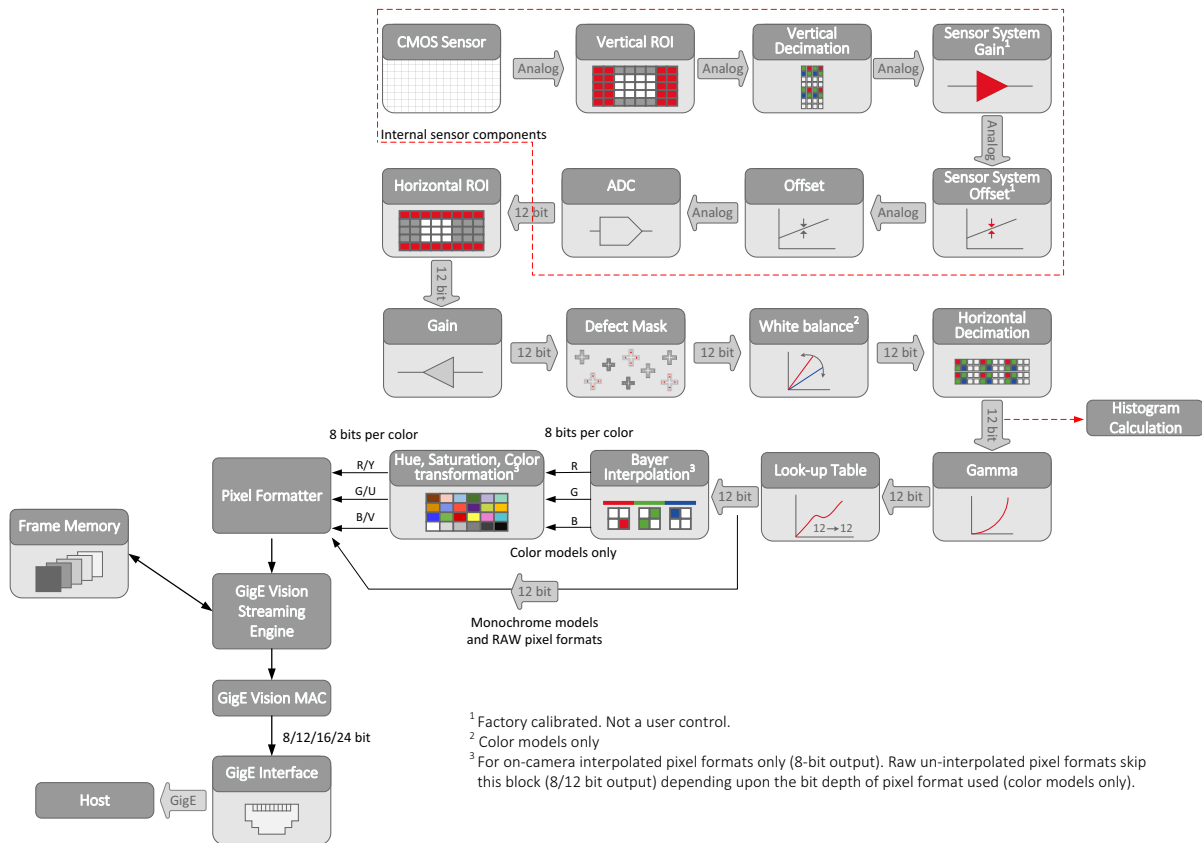 CMOS Sensor
Analog
Vertical ROI
Analog
Vertical
Decimation
Analog
Sensor System
Gain1
Analog
Internal sensor components
Horizontal ROI
12 bit
ADC
Analog
Offset
Analog
Sensor System
Offset1
12 bit
Gain
12 bit
Defect Mask
12 bit
White balance2
12 bit
Horizontal
Decimation
12 bit
Histogram
Calculation
8 bits per color
8 bits per color
Pixel Formatter
R/Y
G/U
B/V
Hue, Saturation, Color
transformation3
R
G
B
Bayer
Interpolation3
12 bit
Look-up Table
12→12
12 bit
Gamma
Color models only
Frame Memory
GigE Vision
Streaming
Engine
12 bit
Monochrome models
and RAW pixel formats
GigE Vision MAC
8/12/16/24 bit
GigE Interface
GigE
Host
1 Factory calibrated. Not a user control.
2 Color models only
3 For on-camera interpolated pixel formats only (8-bit output). Raw un-interpolated pixel formats skip
this block (8/12 bit output) depending upon the bit depth of pixel format used (color models only).